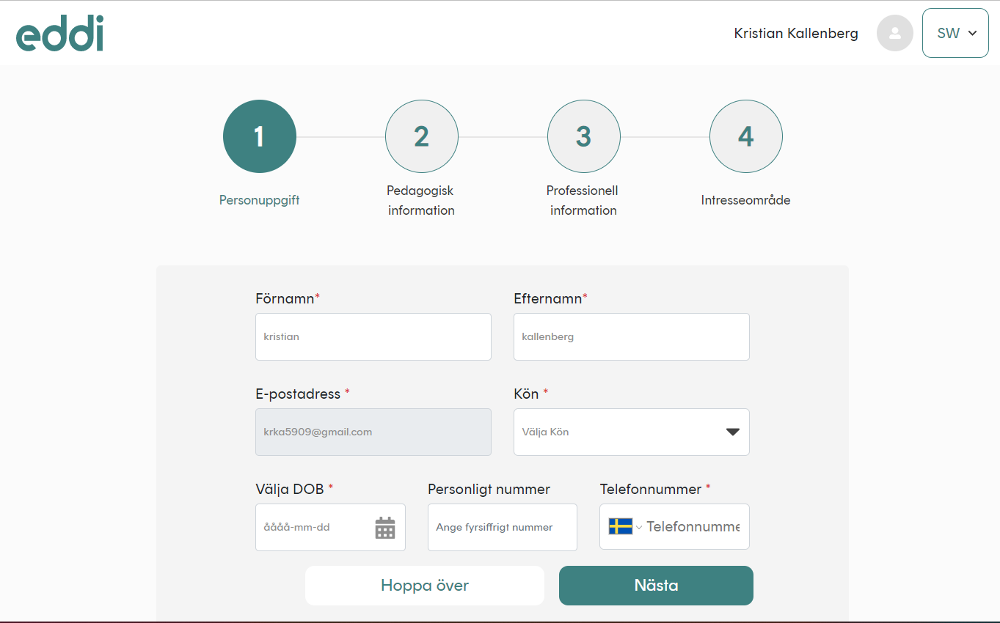 eddi
Kristian Kallenberg
SW
1
2
3
4
Personuppgift
Pedagogisk
information
Professionell
information
Intresseområde
Förnamn*
Efternamn*
kristian
kallenberg
E-postadress *
Kön *
krka5909@gmail.com
Välja Kön
Välja DOB *
Personligt nummer
Telefonnummer *
åååå-mm-dd
Ange fyrsiffrigt nummer
Telefonnumme
Hoppa över
Nästa